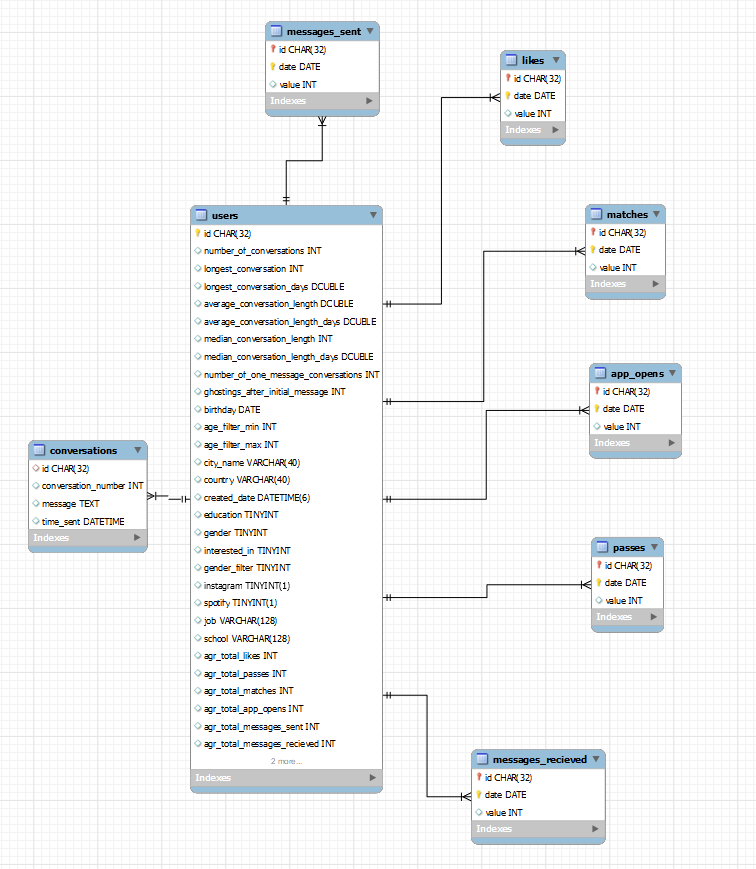 messages_sent
id CHAR(32)
date DATE
value INT
Indexes
likes
id CHAR(32)
date DATE
value INT
Indexes
matches
id CHAR(32)
date DATE
value INT
Indexes
users
id CHAR(32)
number_of_conversations INT
longest_conversation INT
longest_conversation_days DOUBLE
average_conversation_length DOUBLE
average_conversation_length_days DOUBLE
median_conversation_length INT
median_conversation_length_days DOUBLE
number_of_one_message_conversations INT
ghostings_after_initial_message INT
birthday DATE
age_filter_min INT
age_filter_max INT
city_name VARCHAR(40)
country VARCHAR(40)
created_date DATETIME(6)
education TINYINT
gender TINYINT
interested_in TINYINT
gender_filter TINYINT
instagram TINYINT(1)
spotify TINYINT(1)
job VARCHAR(128)
school VARCHAR(128)
agr_total_likes INT
agr_total_passes INT
agr_total_matches INT
agr_total_app_opens INT
agr_total_messages_sent INT
agr_total_messages_recieved INT
2 more...
Indexes
app_opens
id CHAR(32)
date DATE
value INT
Indexes
conversations
id CHAR(32)
conversation_number INT
message TEXT
time_sent DATETIME
Indexes
passes
id CHAR(32)
date DATE
value INT
Indexes
messages_recieved
id CHAR(32)
date DATE
value INT
Indexes